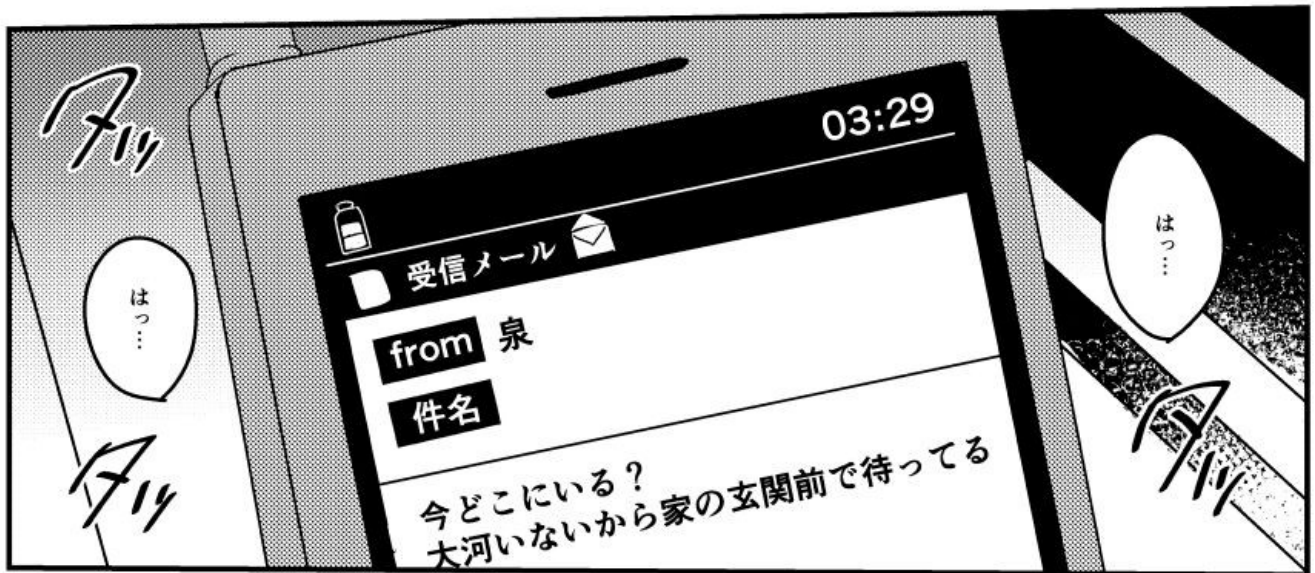 はっ…
タッ
03:29
受信メール
from 泉
件名
今どこにいる？
大河いないから家の玄関前で待ってる
タッ
はっ…
タッ